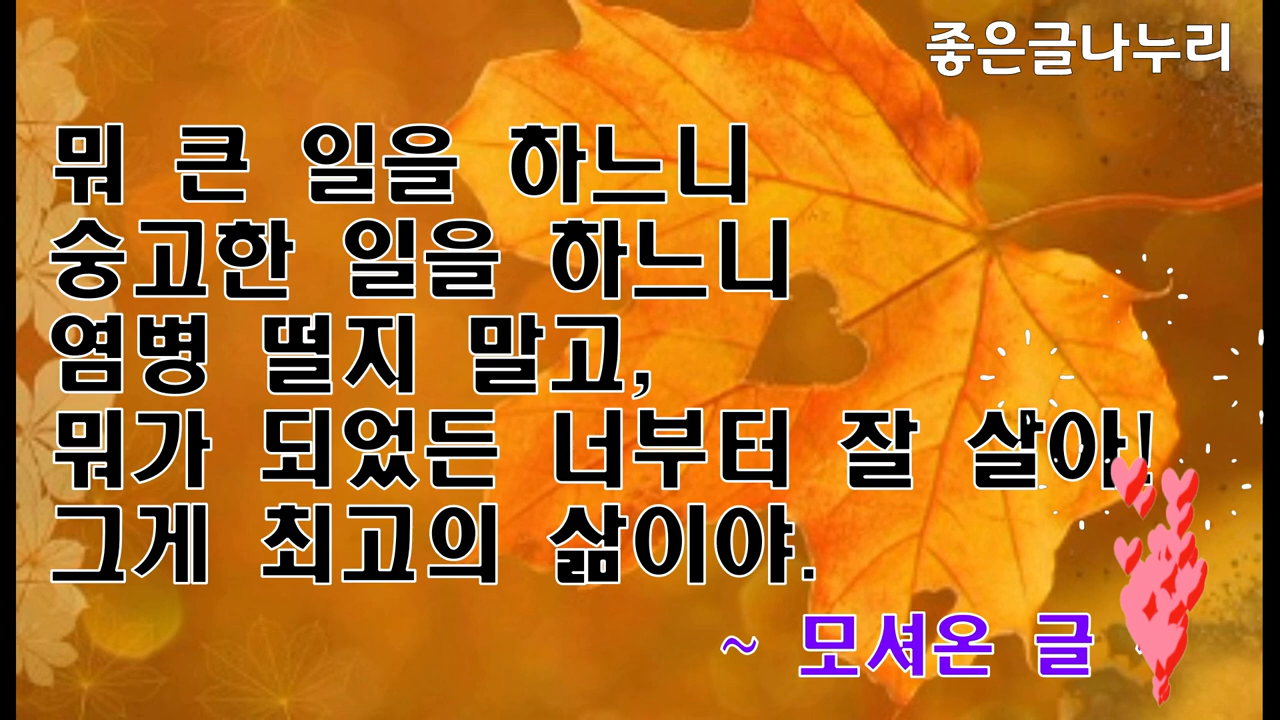 좋은글나누리
뭐 큰 일을 하느니
숭고한 일을 하느니
염병 떨지 말고,
뭐가 되었든 너부터 잘 살아!
그게 최고의 삶이야.
~ 모셔온 글